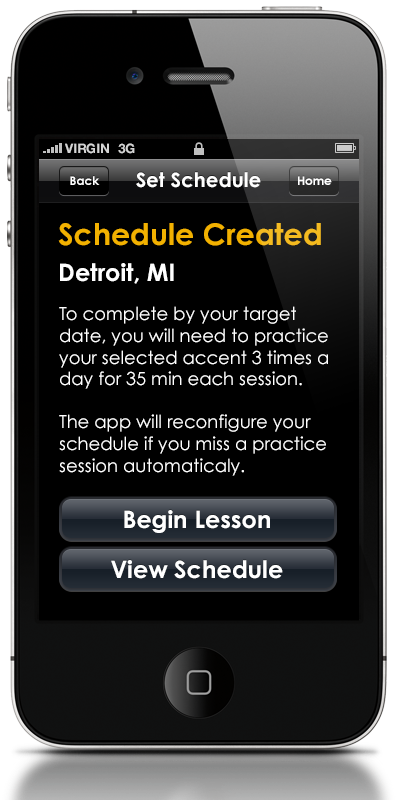 VIRGIN 3G
Back Set Schedule Home
Schedule Created
Detroit, MI
To complete by your target
date, you will need to practice
your selected accent 3 times a
day for 35 min each session.
The app will reconfigure your
schedule if you miss a practice
session automaticaly.
Begin Lesson
View Schedule